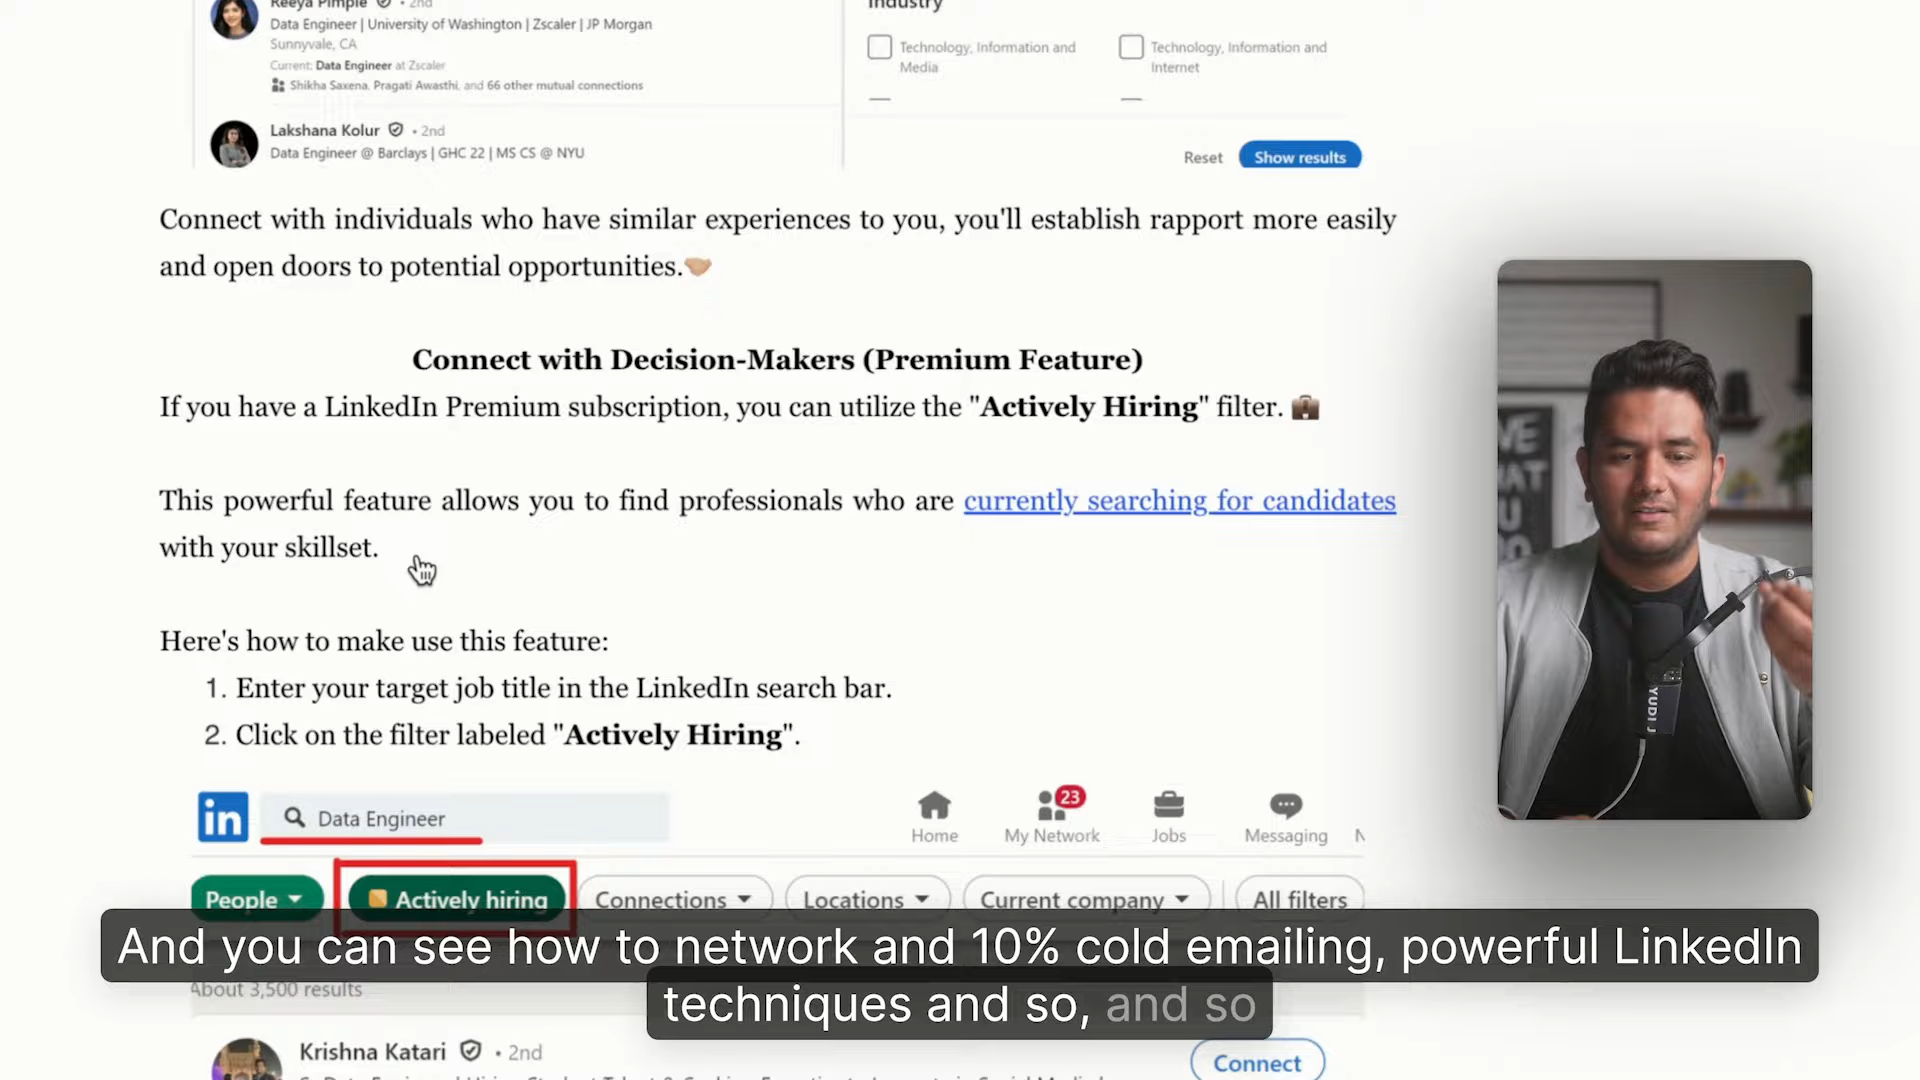 Reeya Pimple • 2nd
Data Engineer | University of Washington | Zscaler | JP Morgan
Sunnyvale, CA
Current: Data Engineer at Zscaler
Shikha Saxena, Pragati Awasthi, and 66 other mutual connections
Lakshana Kolur • 2nd
Data Engineer @ Barclays | GHC 22 | MS CS @ NYU
Industry
Technology, Information and
Media
Technology, Information and
Internet
Reset
Show results
Connect with individuals who have similar experiences to you, you'll establish rapport more easily
and open doors to potential opportunities.🤝
Connect with Decision-Makers (Premium Feature)
If you have a LinkedIn Premium subscription, you can utilize the "Actively Hiring" filter. 💼
This powerful feature allows you to find professionals who are currently searching for candidates
with your skillset.
Here's how to make use this feature:
1. Enter your target job title in the LinkedIn search bar.
2. Click on the filter labeled "Actively Hiring".
in
Data Engineer
Home
23
My Network
Jobs
Messaging
N
People
Actively hiring
Connections
Locations
Current company
All filters
And you can see how to network and 10% cold emailing, powerful LinkedIn
techniques and so, and so
About 3,500 results
Krishna Katari • 2nd
Connect
YUDI J